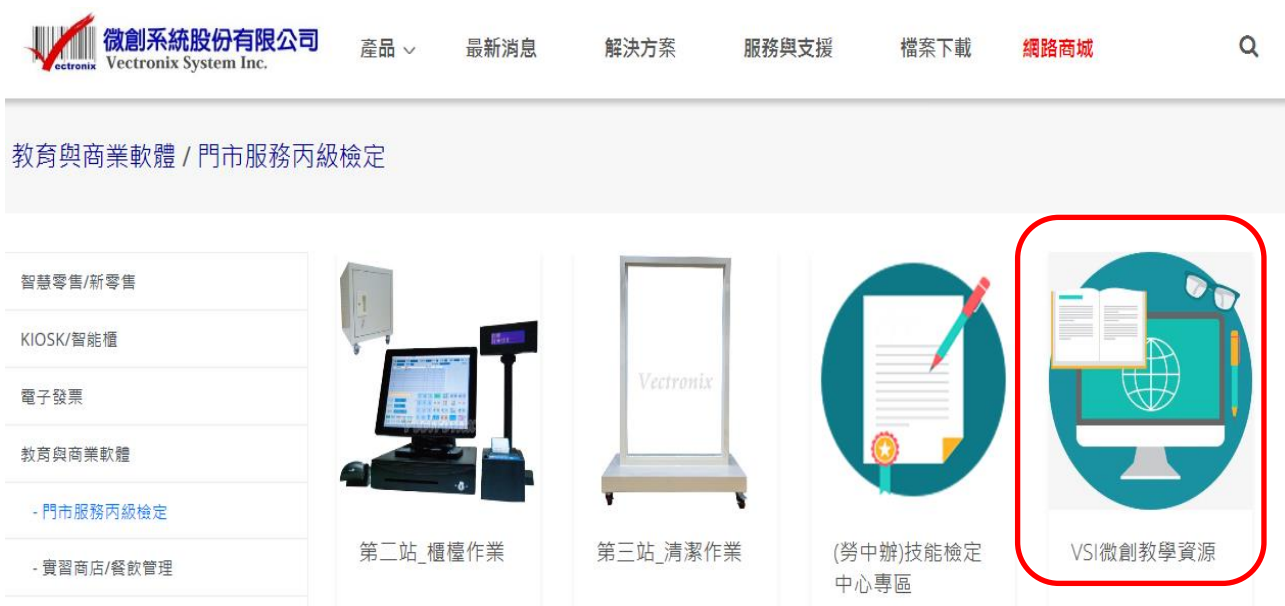 微創系統股份有限公司
Vectronix System Inc.
ectronix
產品
最新消息
解決方案
服務與支援
檔案下載
網路商城
教育與商業軟體 / 門市服務丙級檢定
智慧零售/新零售
KIOSK/智能櫃
電子發票
教育與商業軟體
- 門市服務丙級檢定
- 實習商店/餐飲管理
Vectronix
第二站_櫃檯作業
第三站_清潔作業
(勞中辦)技能檢定
中心專區
VSI微創教學資源